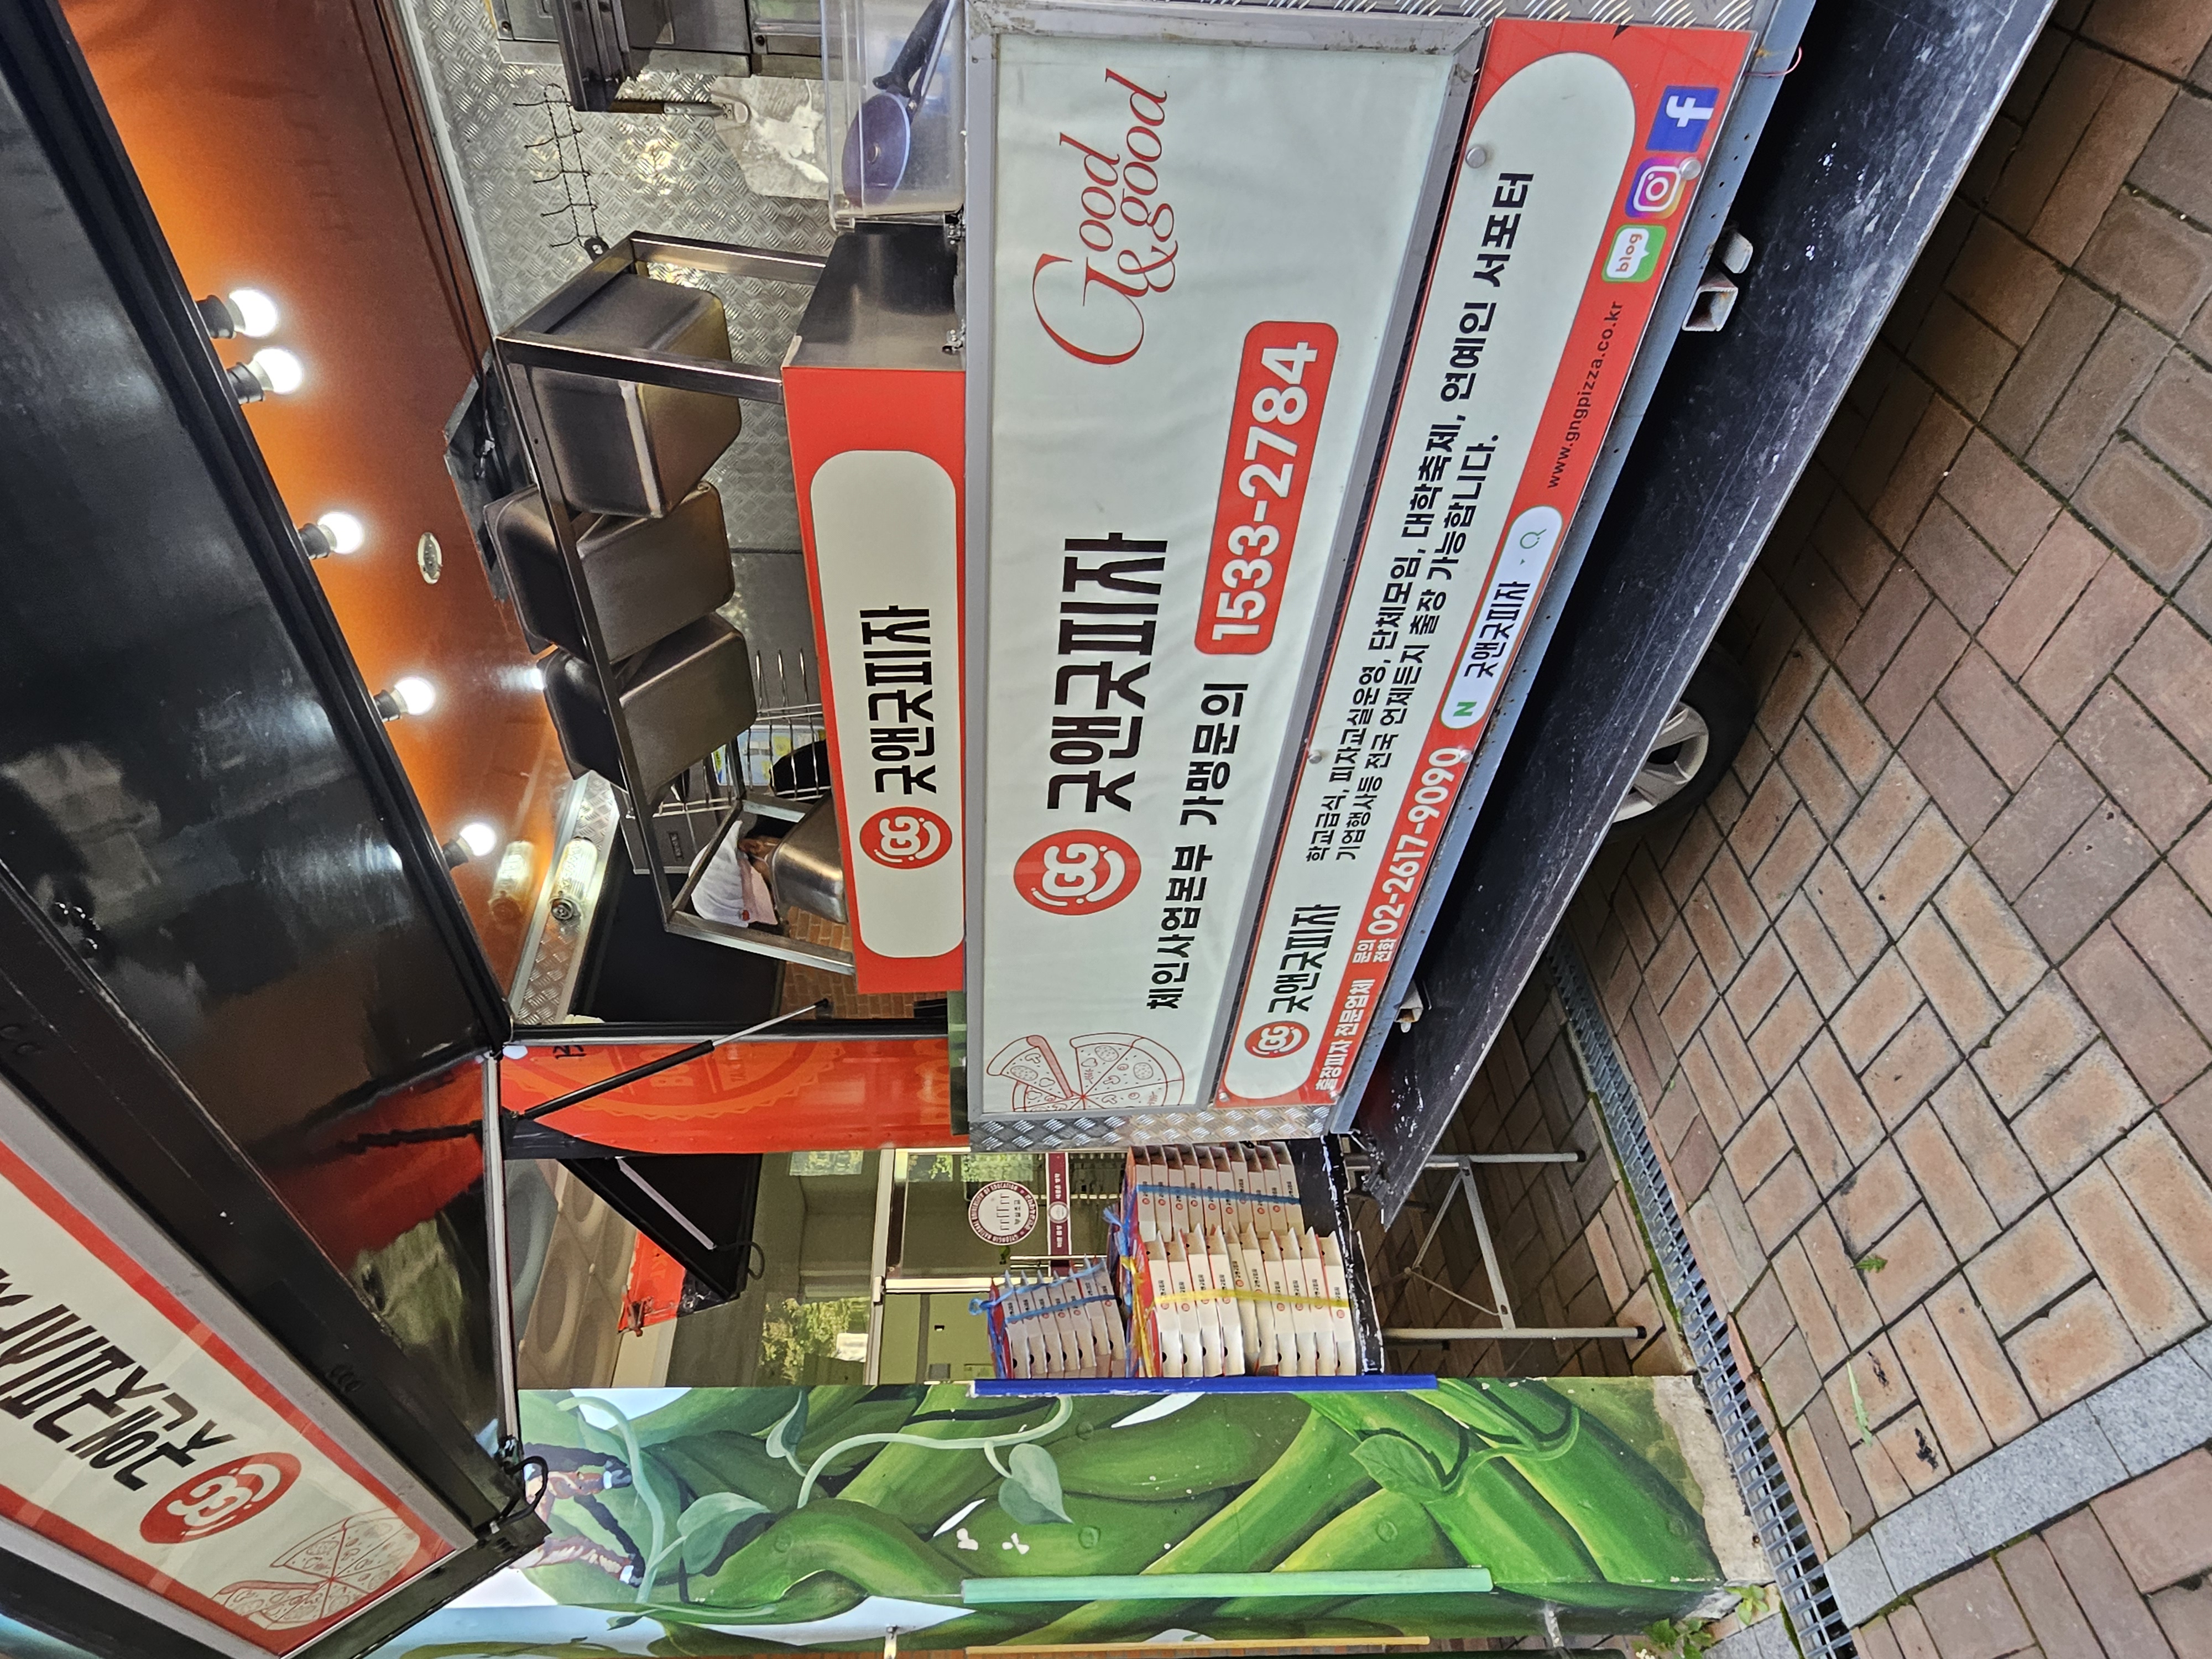 굿앤굿피자
GG 굿앤굿피자
GG 굿앤굿피자
Good
&good
체인사업본부 가맹문의 1533-2784
GG 굿앤굿피자
학교급식, 피자교실운영, 단체모임, 대학축제, 연예인 서포터
기업행사등 전국 언제든지 출장 가능합니다.
출장피자 전문업체
문의
전화
02-2617-9090
N 굿앤굿피자
www.gngpizza.co.kr
blog
f